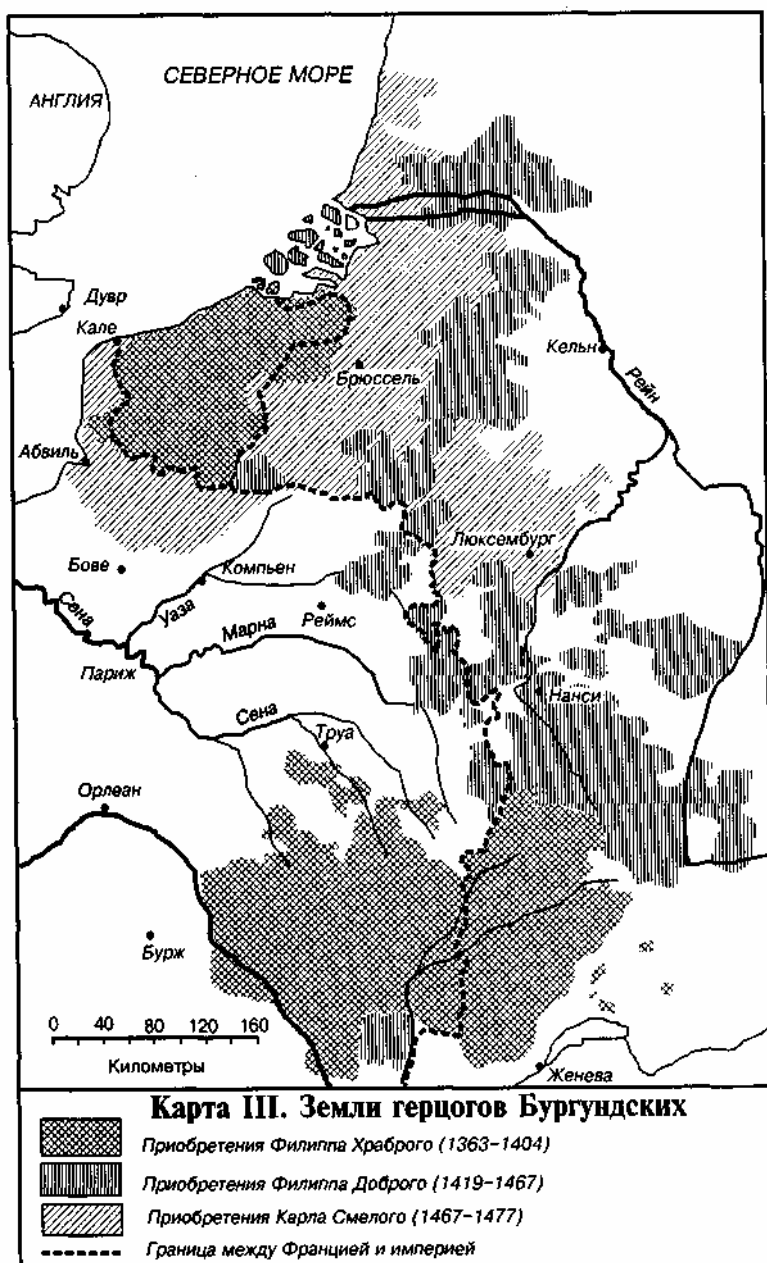 СЕВЕРНОЕ МОРЕ
АНГЛИЯ
Дувр
Кале
Брюссель
Кельн
Рейн
Абвиль
Люксембург
Бове
Компьен
Сена
Уаза
Реймс
Марна
Париж
Нанси
Сена
Труа
Орлеан
Бурж
0 40 80 120 160
Километры
Женева
Карта III. Земли герцогов Бургундских
Приобретения Филиппа Храброго (1363–1404)
Приобретения Филиппа Доброго (1419–1467)
Приобретения Карла Смелого (1467–1477)
Граница между Францией и империей